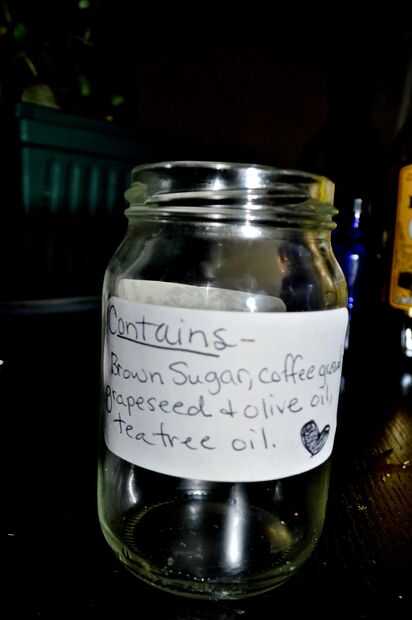 Contains-
Brown Sugar, coffee
grapeseed & olive oil,
teatree oil.